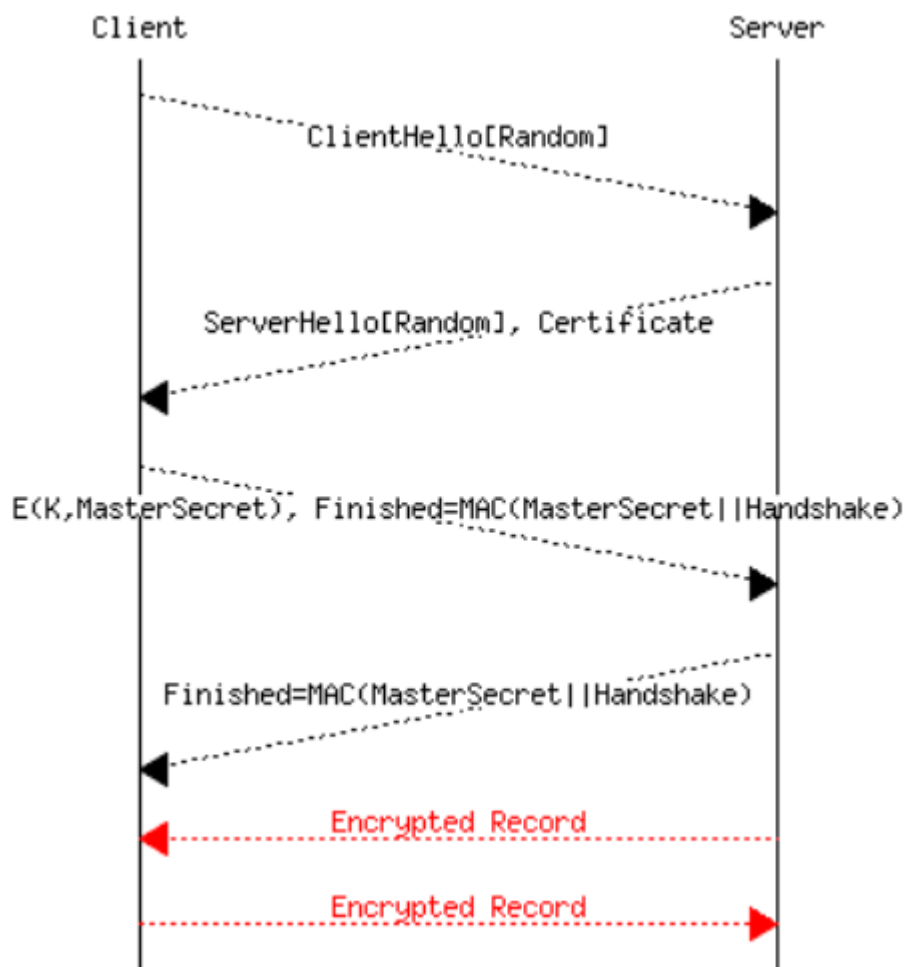 Client Server
ClientHello[Random]
ServerHello[Random], Certificate
E(K,MasterSecret), Finished=MAC(MasterSecret||Handshake)
Finished=MAC(MasterSecret||Handshake)
Encrypted Record
Encrypted Record